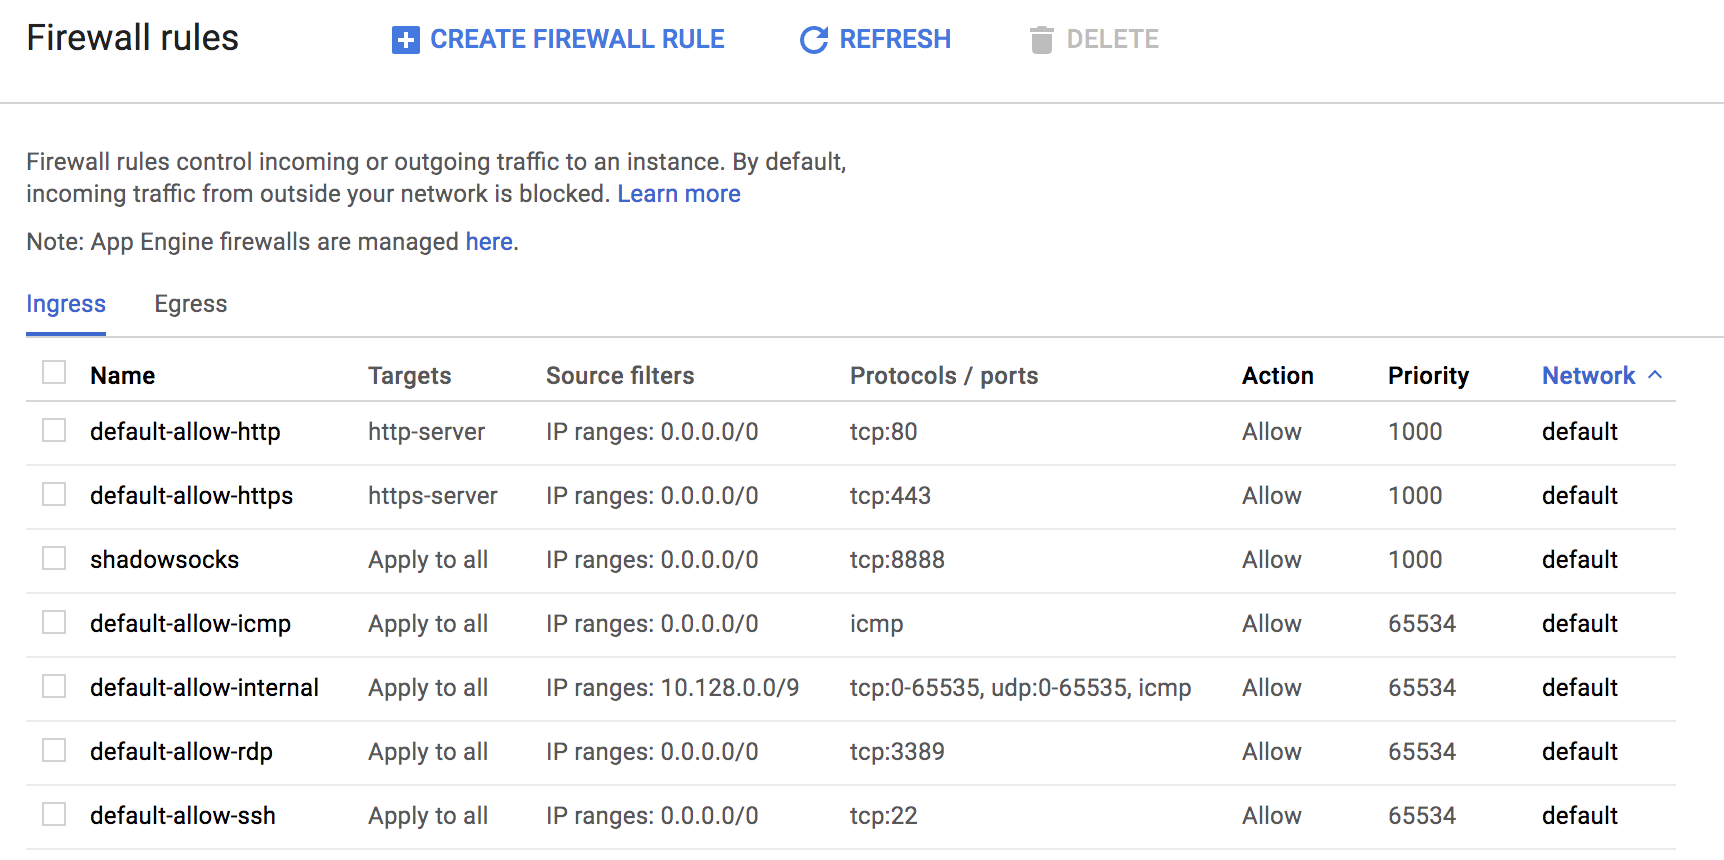 Firewall rules CREATE FIREWALL RULE REFRESH DELETE
Firewall rules control incoming or outgoing traffic to an instance. By default,
incoming traffic from outside your network is blocked. Learn more
Note: App Engine firewalls are managed here.
Ingress Egress
Name Targets Source filters Protocols / ports Action Priority Network
default-allow-http http-server IP ranges: 0.0.0.0/0 tcp:80 Allow 1000 default
default-allow-https https-server IP ranges: 0.0.0.0/0 tcp:443 Allow 1000 default
shadowsocks Apply to all IP ranges: 0.0.0.0/0 tcp:8888 Allow 1000 default
default-allow-icmp Apply to all IP ranges: 0.0.0.0/0 icmp Allow 65534 default
default-allow-internal Apply to all IP ranges: 10.128.0.0/9 tcp:0-65535, udp:0-65535, icmp Allow 65534 default
default-allow-rdp Apply to all IP ranges: 0.0.0.0/0 tcp:3389 Allow 65534 default
default-allow-ssh Apply to all IP ranges: 0.0.0.0/0 tcp:22 Allow 65534 default